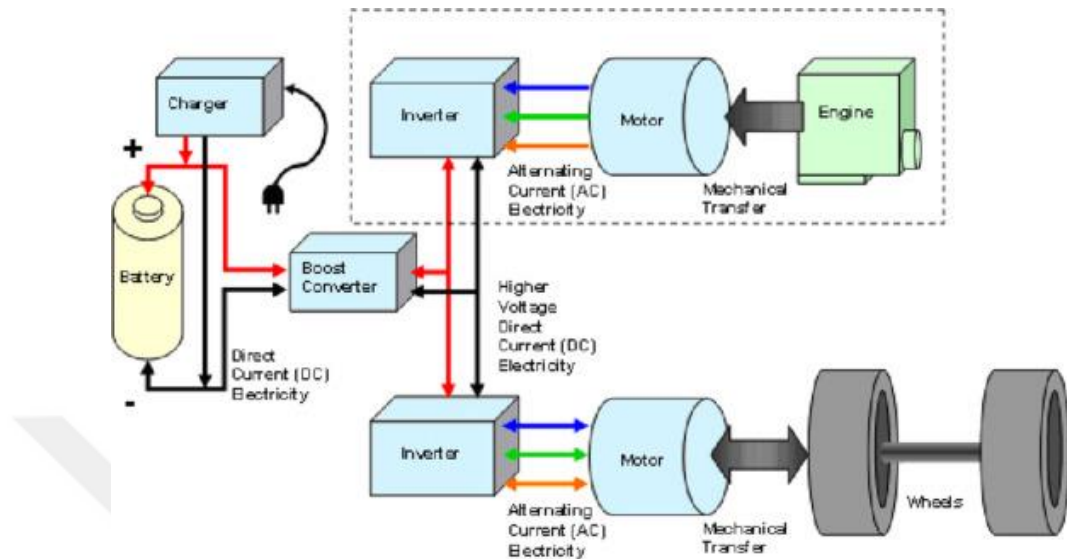 Charger
+
Battery
-
Direct
Current (DC)
Electricity
Boost
Converter
Inverter
Alternating
Current (AC)
Electricity
Motor
Mechanical
Transfer
Engine
Higher
Voltage
Direct
Current (DC)
Electricity
Inverter
Alternating
Current (AC)
Electricity
Motor
Mechanical
Transfer
Wheels